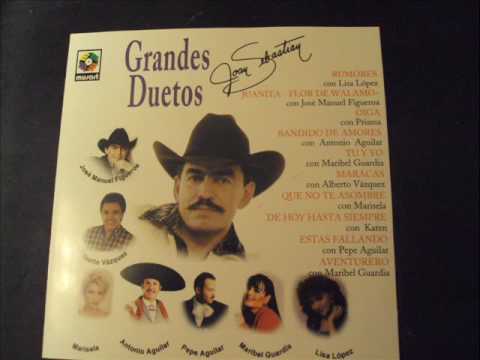 musart
Grandes
Duetos
Joan Sebastian
RUMORES
con Lisa López
JUANITA - FLOR DE WALAMO-
con José Manuel Figueroa
OIGA
con Prisma
BANDIDO DE AMORES
con Antonio Aguilar
TU Y YO
con Maribel Guardia
MARACAS
con Alberto Vázquez
QUE NO TE ASOMBRE
con Marisela
DE HOY HASTA SIEMPRE
con Karen
ESTAS FALLANDO
con Pepe Aguilar
AVENTURERO
con Maribel Guardia
José Manuel Figueroa
Vázquez
Marisela
Antonio Aguilar
Pepe Aguilar
Maribel Guardia
Lisa López